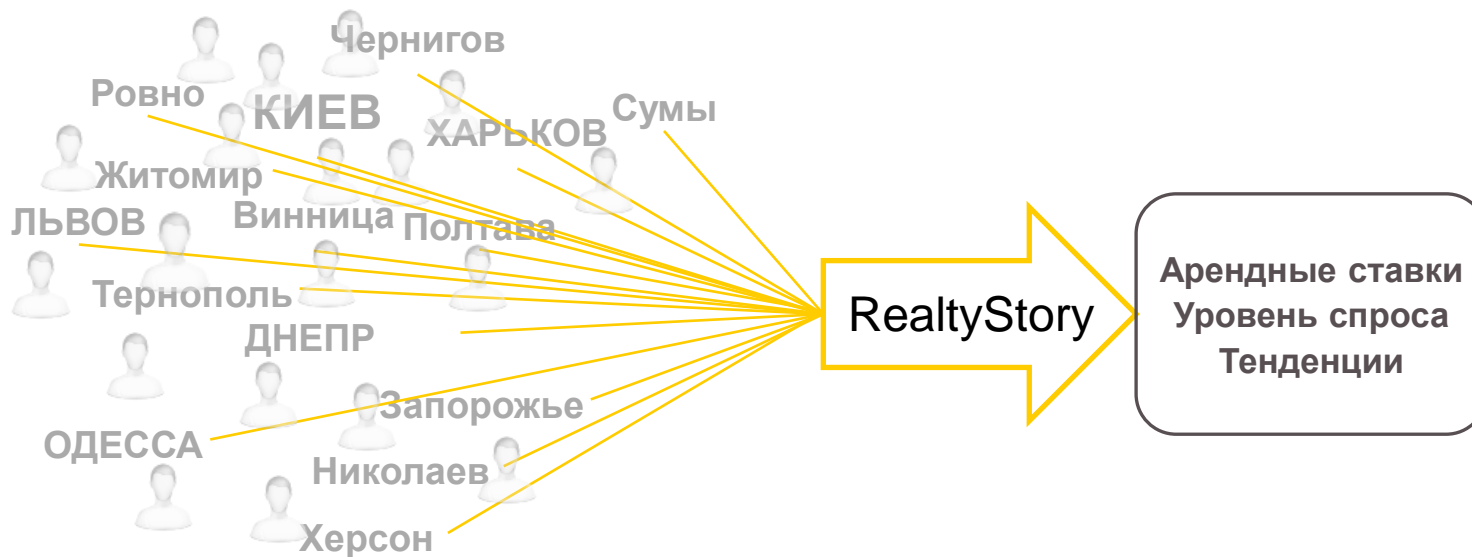 Чернигов
Ровно
КИЕВ
Сумы
ХАРЬКОВ
Житомир
Винница
ЛЬВОВ
Полтава
Тернополь
ДНЕПР
Запорожье
ОДЕССА
Николаев
Херсон
RealtyStory
Арендные ставки
Уровень спроса
Тенденции